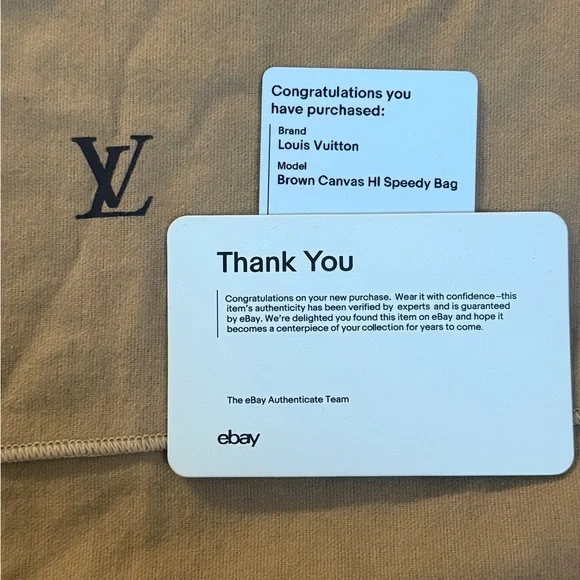 Congratulations you
have purchased:
Brand
Louis Vuitton
Model
Brown Canvas HI Speedy Bag
LV
Thank You
Congratulations on your new purchase. Wear it with confidence–this
item's authenticity has been verified by experts and is guaranteed
by eBay. We're delighted you found this item on eBay and hope it
becomes a centerpiece of your collection for years to come.
The eBay Authenticate Team
ebay